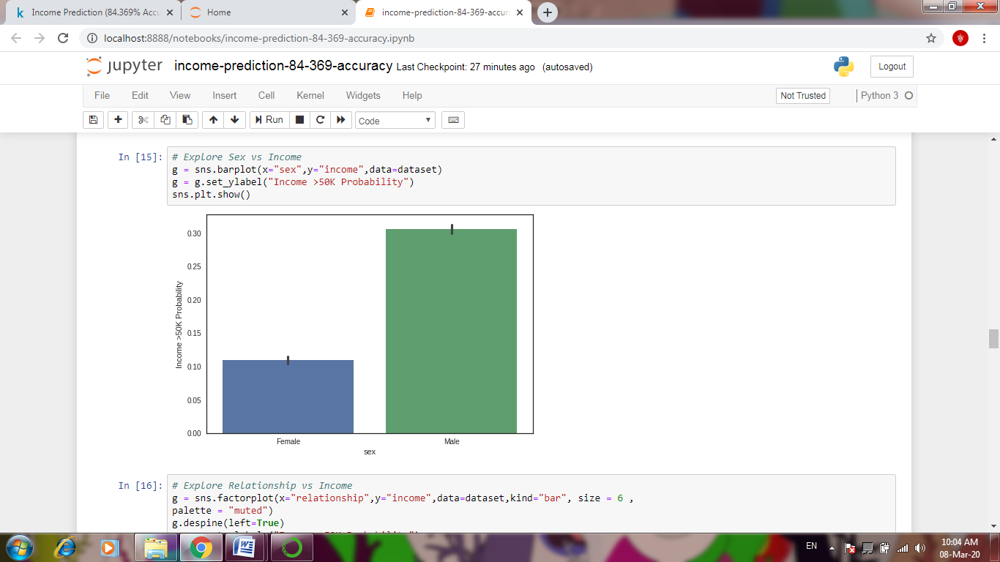 Income Prediction (84.369% Accu
Home
income-prediction-84-369-accura
localhost:8888/notebooks/income-prediction-84-369-accuracy.ipynb
jupyter income-prediction-84-369-accuracy Last Checkpoint: 27 minutes ago (autosaved)
Logout
File Edit View Insert Cell Kernel Widgets Help
Not Trusted
Python 3
Run
Code
In [15]:
# Explore Sex vs Income
g = sns.barplot(x="sex",y="income",data=dataset)
g = g.set_ylabel("Income >50K Probability")
sns.plt.show()
0.30
0.25
0.20
0.15
0.10
0.05
0.00
Income >50K Probability
Female
Male
sex
In [16]:
# Explore Relationship vs Income
g = sns.factorplot(x="relationship",y="income",data=dataset,kind="bar", size = 6 ,
palette = "muted")
g.despine(left=True)
EN
10:04 AM
08-Mar-20